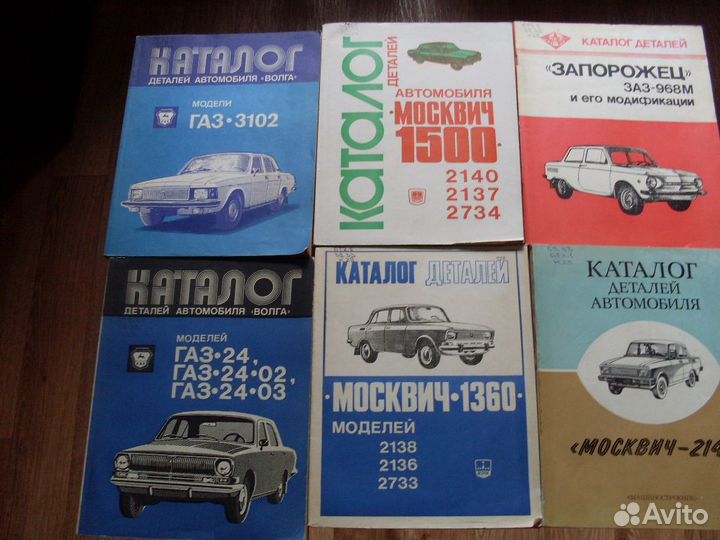 КАТАЛОГ
ДЕТАЛЕЙ АВТОМОБИЛЯ «ВОЛГА»
МОДЕЛИ
ГАЗ·3102
КАТАЛОГ
ДЕТАЛЕЙ
АВТОМОБИЛЯ
·МОСКВИЧ
1500·
2140
2137
2734
КАТАЛОГ ДЕТАЛЕЙ
«ЗАПОРОЖЕЦ»
ЗАЗ-968М
и его модификации
КАТАЛОГ
ДЕТАЛЕЙ АВТОМОБИЛЯ «ВОЛГА»
МОДЕЛЕЙ
ГАЗ·24,
ГАЗ·24·02,
ГАЗ·24·03
КАТАЛОГ ДЕТАЛЕЙ
·МОСКВИЧ·1360·
МОДЕЛЕЙ
2138
2136
2733
КАТАЛОГ
ДЕТАЛЕЙ
АВТОМОБИЛЯ
«МОСКВИЧ–214
«МАШИНОСТРОЕНИЕ»
Avito